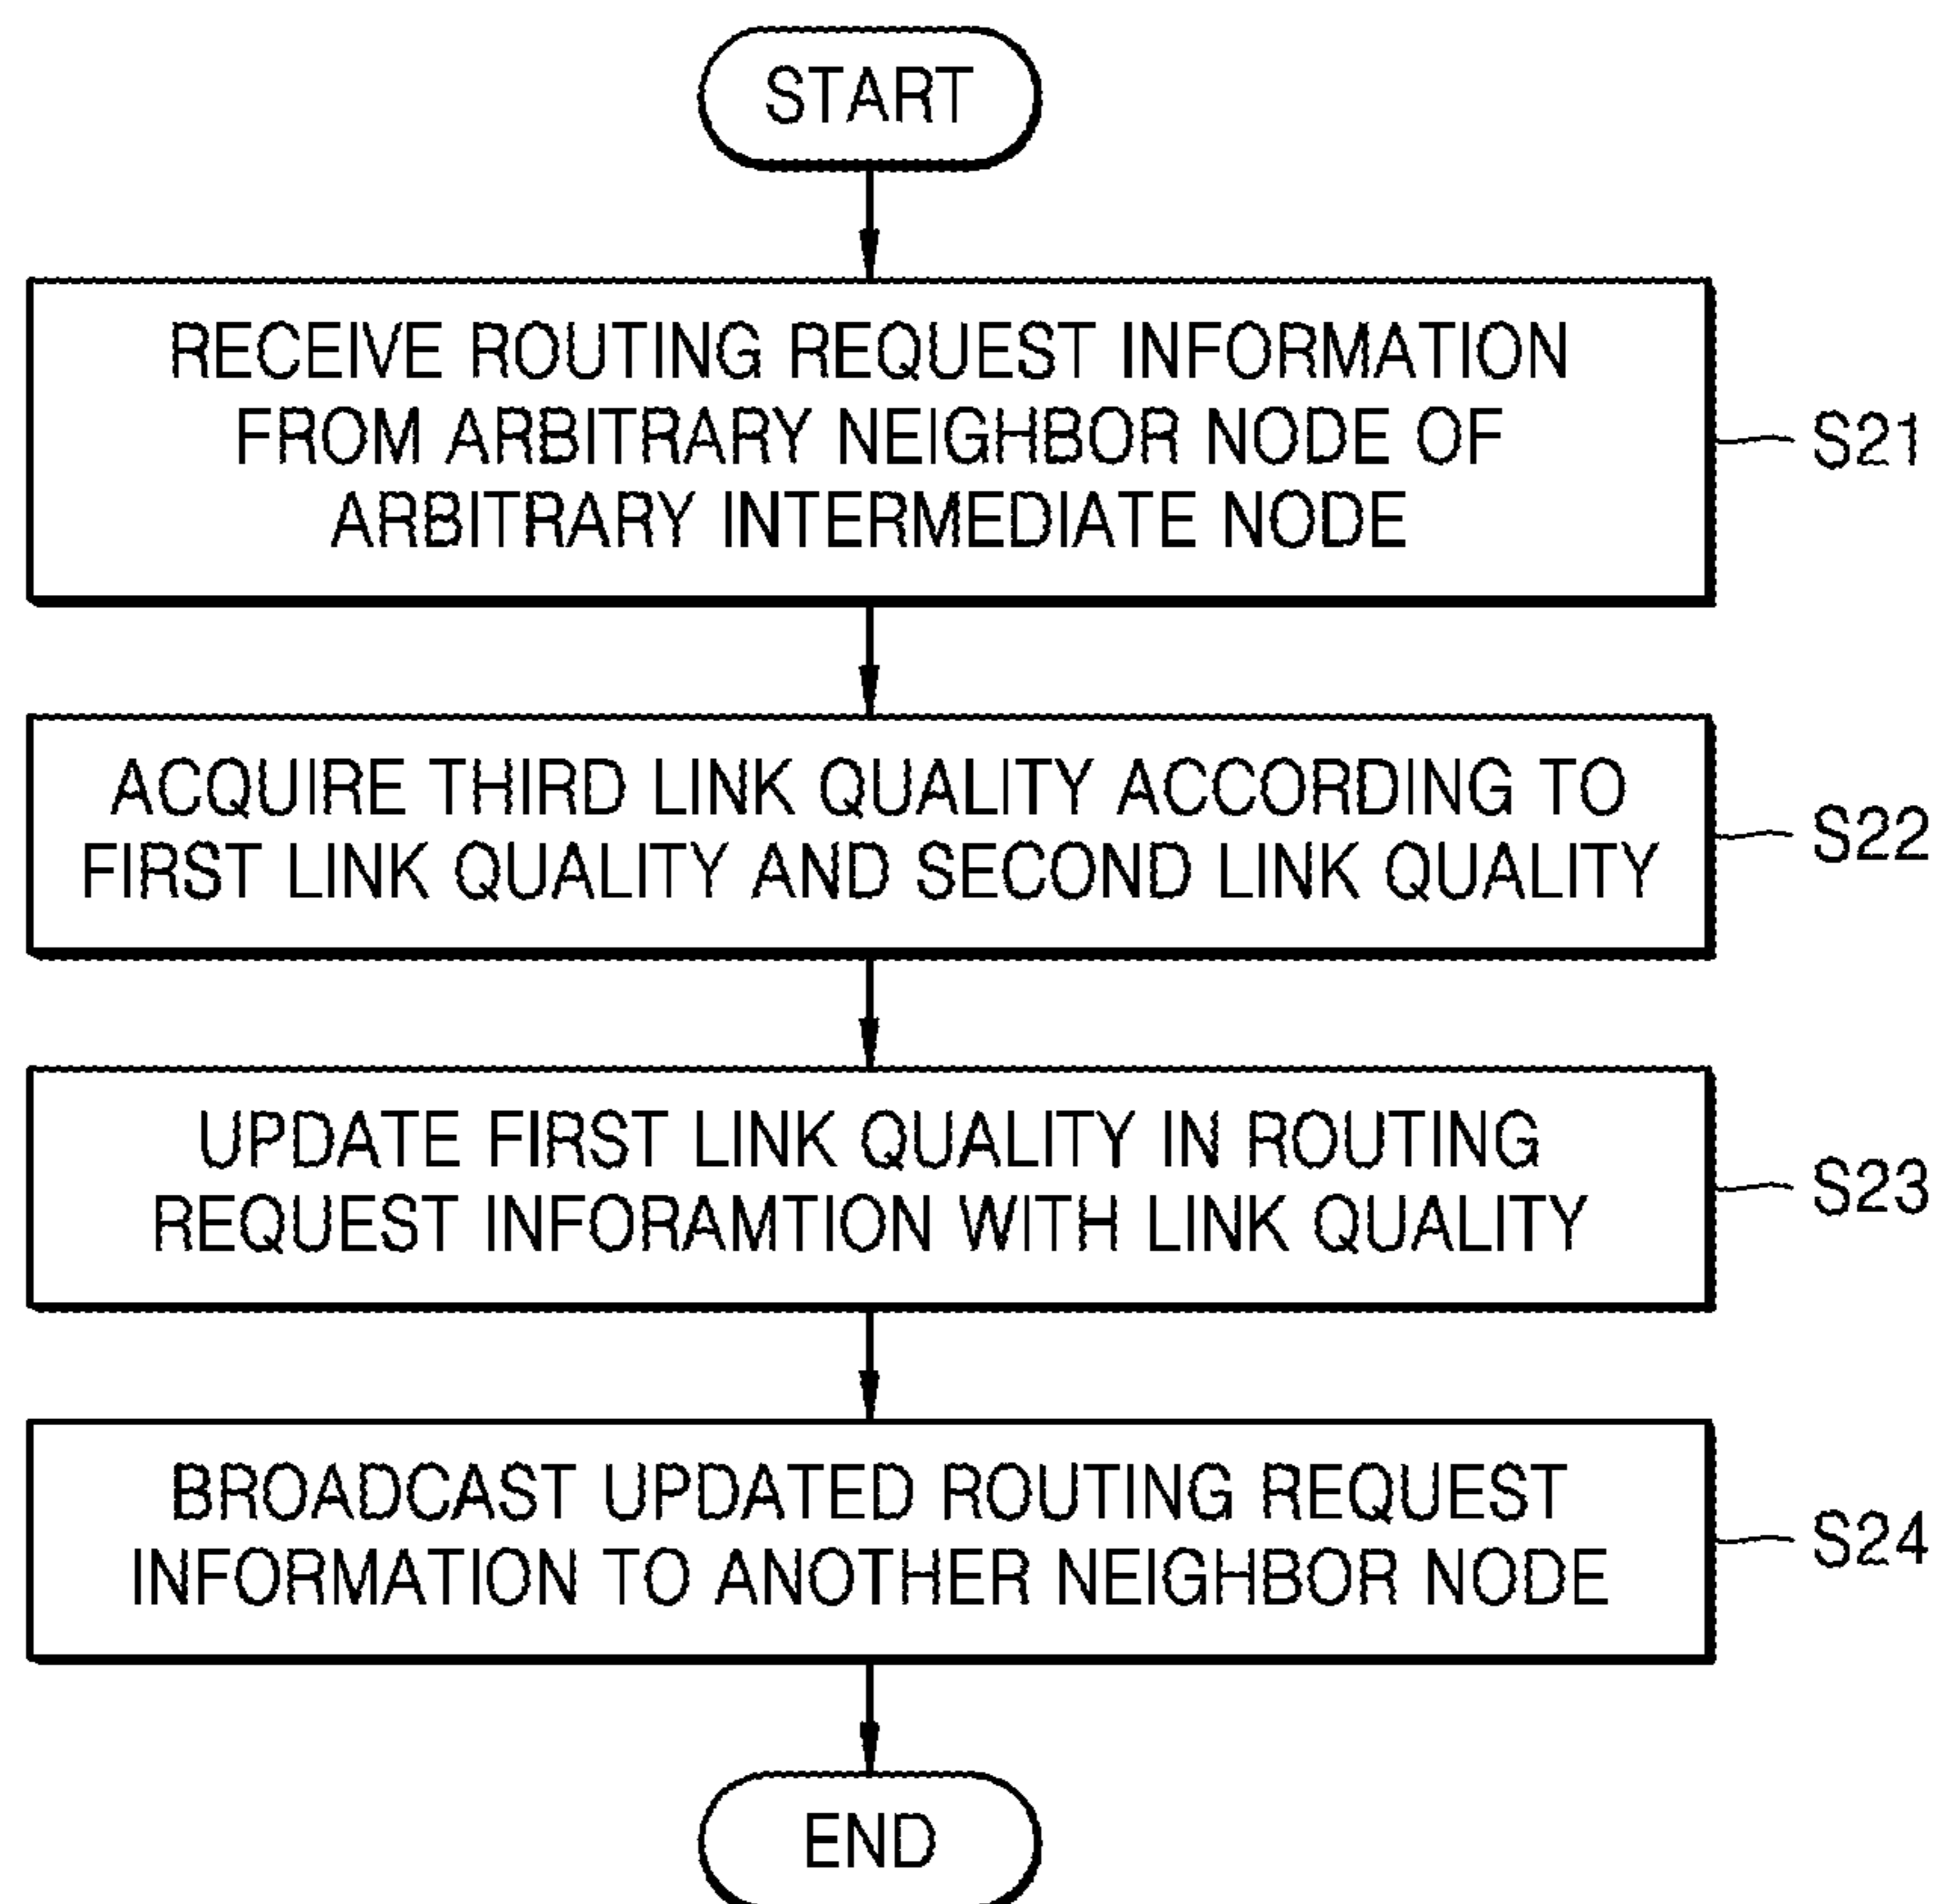 START
RECEIVE ROUTING REQUEST INFORMATION
FROM ARBITRARY NEIGHBOR NODE OF
ARBITRARY INTERMEDIATE NODE
S21
ACQUIRE THIRD LINK QUALITY ACCORDING TO
FIRST LINK QUALITY AND SECOND LINK QUALITY
S22
UPDATE FIRST LINK QUALITY IN ROUTING
REQUEST INFORAMTION WITH LINK QUALITY
S23
BROADCAST UPDATED ROUTING REQUEST
INFORMATION TO ANOTHER NEIGHBOR NODE
S24
END